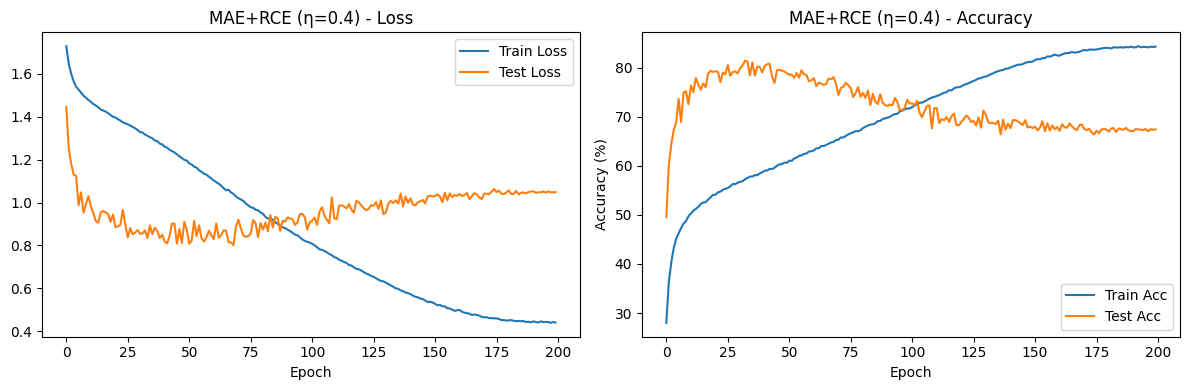 MAE+RCE (η=0.4) - Loss
Train Loss
Test Loss
1.6
1.4
1.2
1.0
0.8
0.6
0.4
0 25 50 75 100 125 150 175 200
Epoch
MAE+RCE (η=0.4) - Accuracy
Accuracy (%)
80
70
60
50
40
30
Train Acc
Test Acc
0 25 50 75 100 125 150 175 200
Epoch